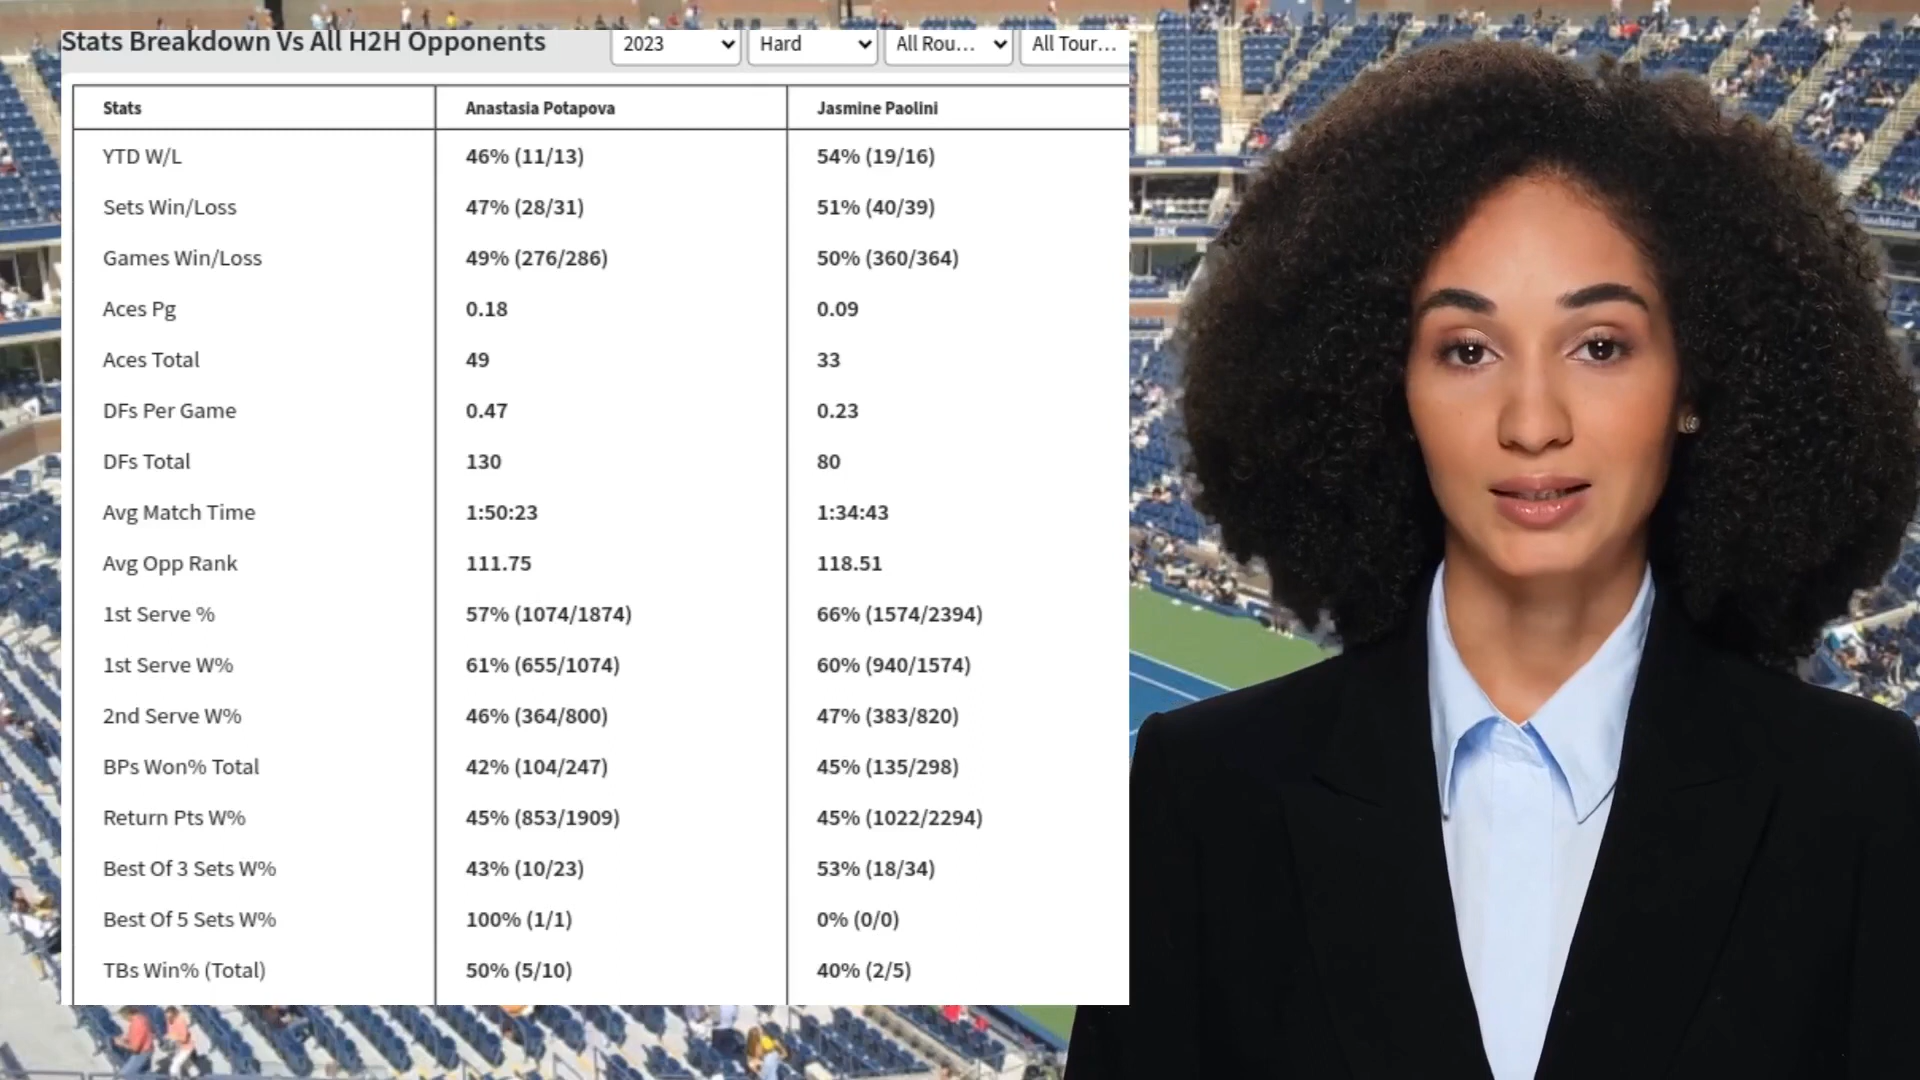 Stats Breakdown Vs All H2H Opponents 2023 Hard All Rou... All Tour...
Stats Anastasia Potapova Jasmine Paolini
YTD W/L 46% (11/13) 54% (19/16)
Sets Win/Loss 47% (28/31) 51% (40/39)
Games Win/Loss 49% (276/286) 50% (360/364)
Aces Pg 0.18 0.09
Aces Total 49 33
DFs Per Game 0.47 0.23
DFs Total 130 80
Avg Match Time 1:50:23 1:34:43
Avg Opp Rank 111.75 118.51
1st Serve % 57% (1074/1874) 66% (1574/2394)
1st Serve W% 61% (655/1074) 60% (940/1574)
2nd Serve W% 46% (364/800) 47% (383/820)
BPs Won% Total 42% (104/247) 45% (135/298)
Return Pts W% 45% (853/1909) 45% (1022/2294)
Best Of 3 Sets W% 43% (10/23) 53% (18/34)
Best Of 5 Sets W% 100% (1/1) 0% (0/0)
TBs Win% (Total) 50% (5/10) 40% (2/5)
IBM